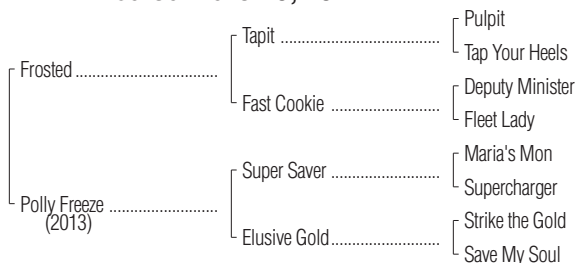 Pulpit
Tapit ........................................
Tap Your Heels
Frosted ....................................
Deputy Minister
Fast Cookie ...........................
Fleet Lady
Maria's Mon
Super Saver ...........................
Supercharger
Polly Freeze ...........................
(2013)
Strike the Gold
Elusive Gold...........................
Save My Soul